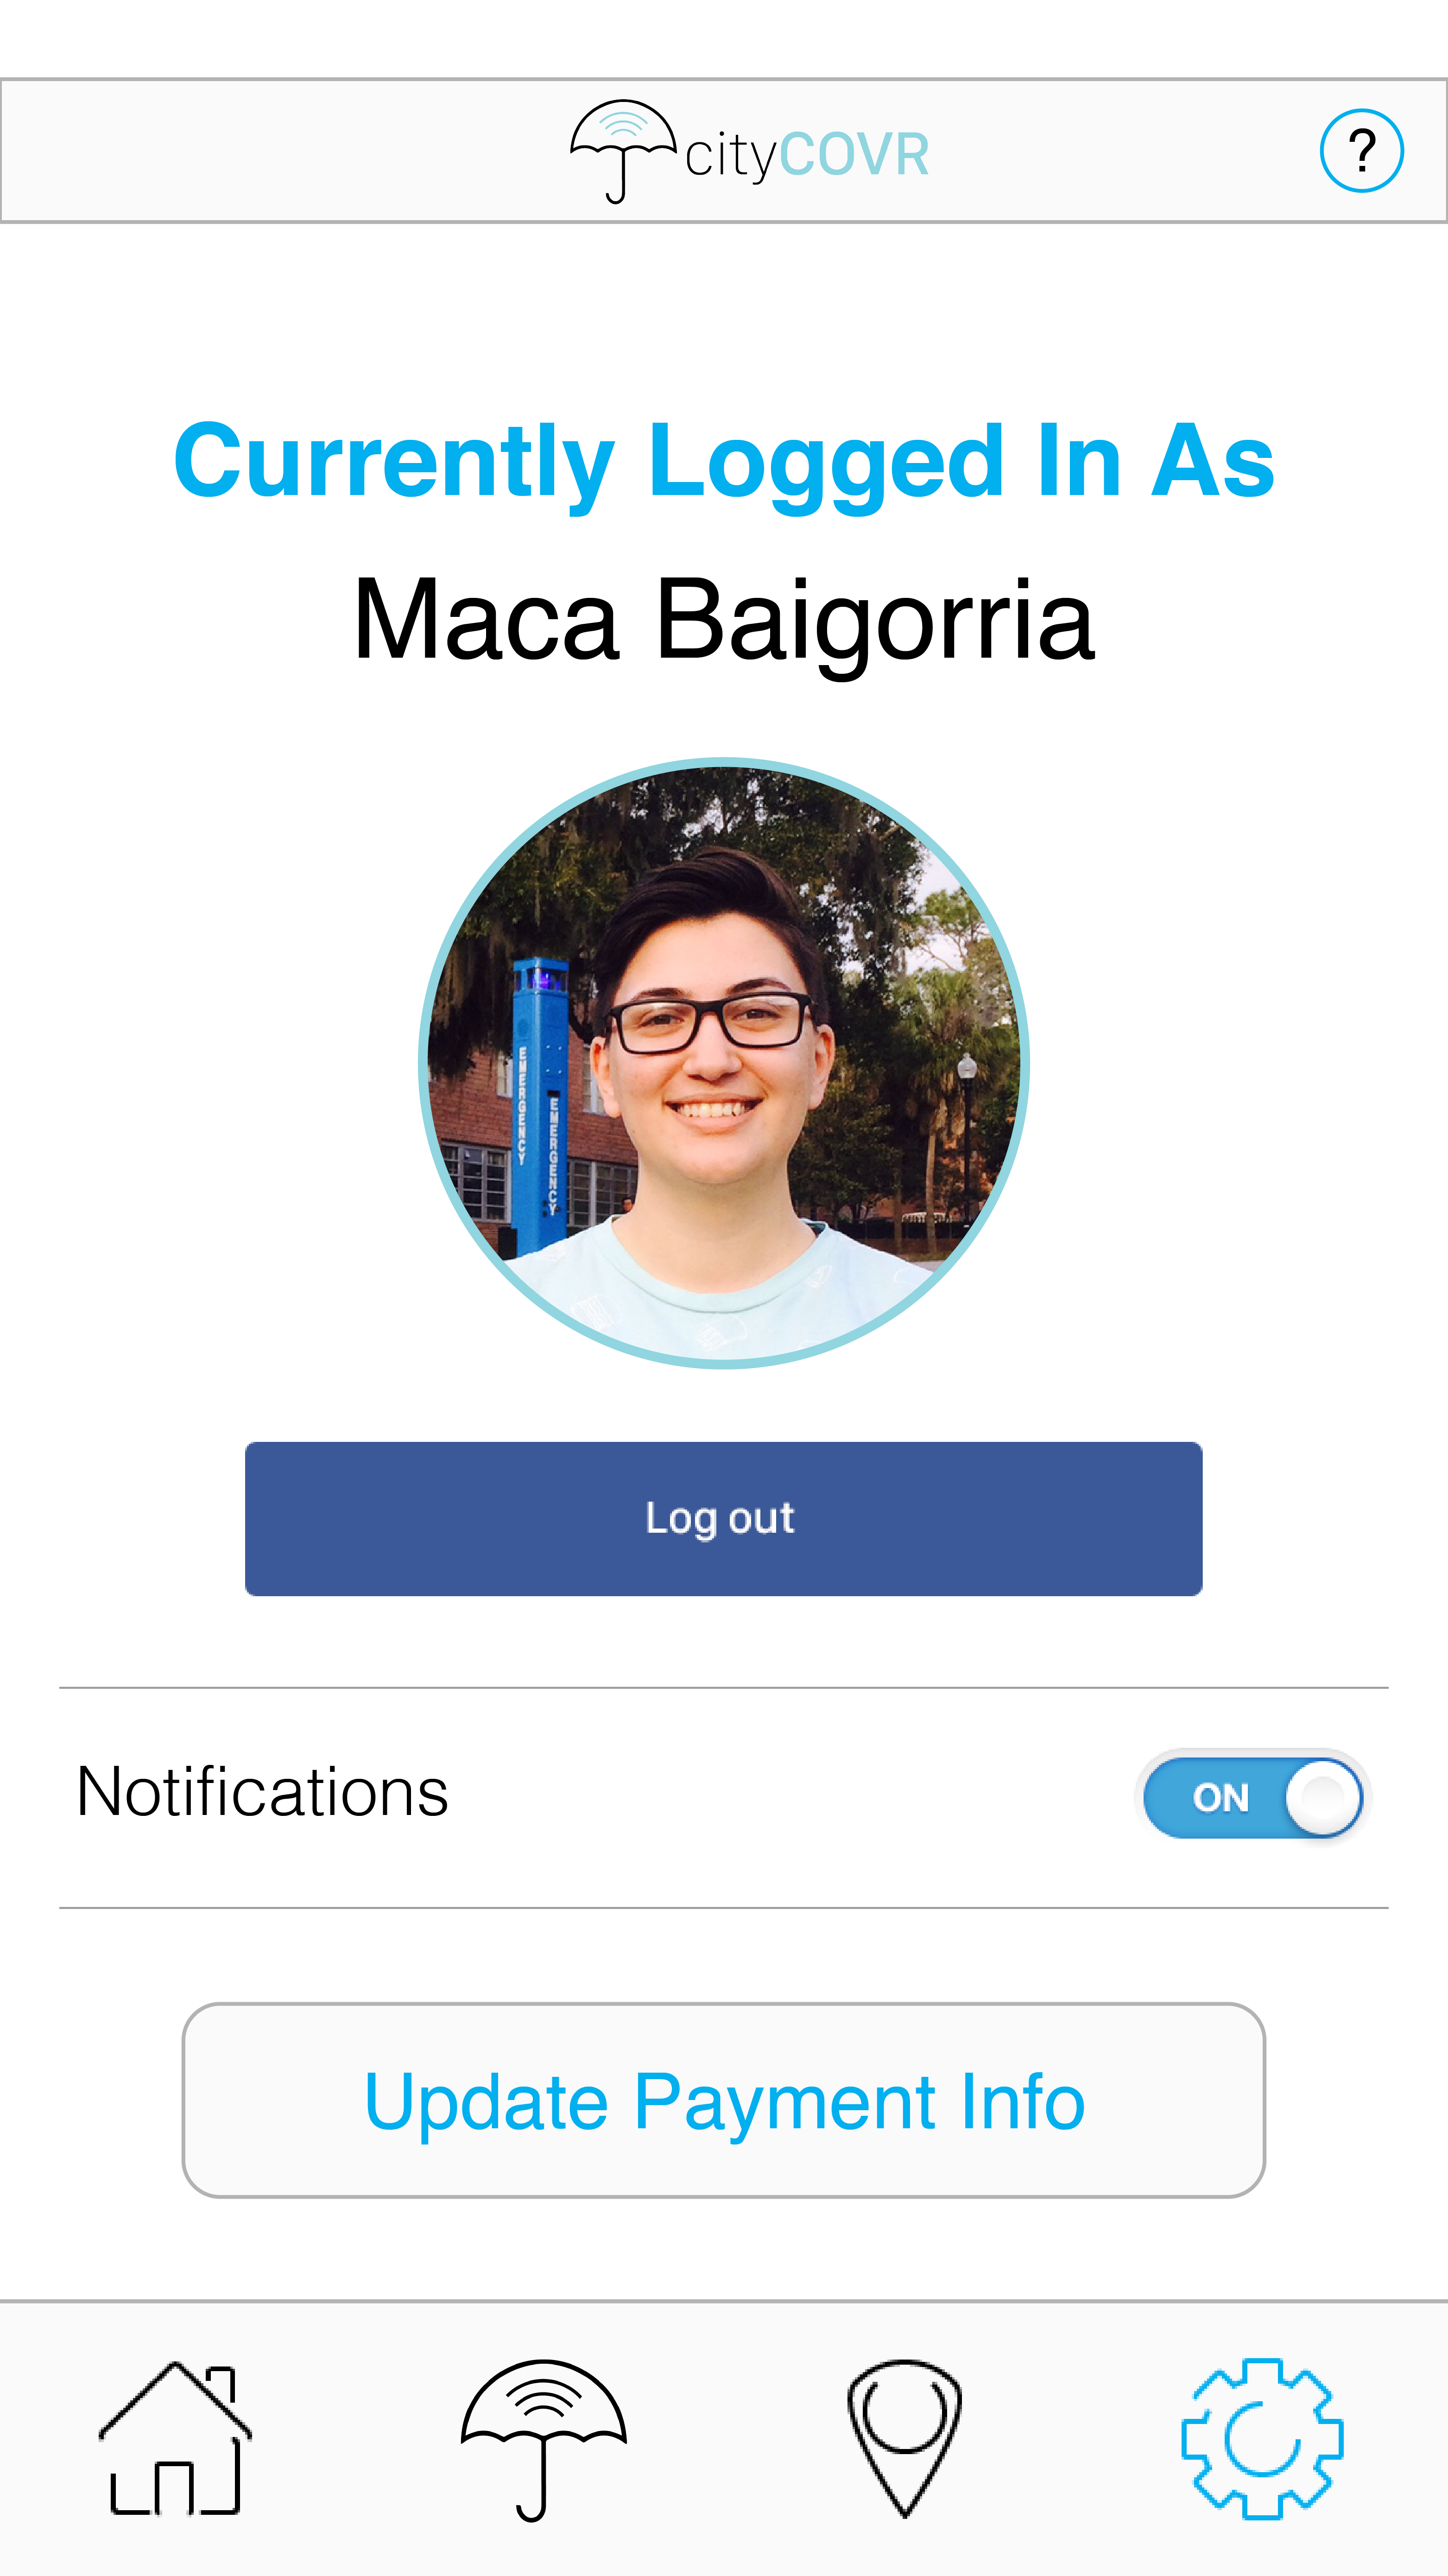 cityCOVR
?
Currently Logged In As
Maca Baigorria
EMERGENCY
EMERGENCY
Log out
Notifications
ON
Update Payment Info